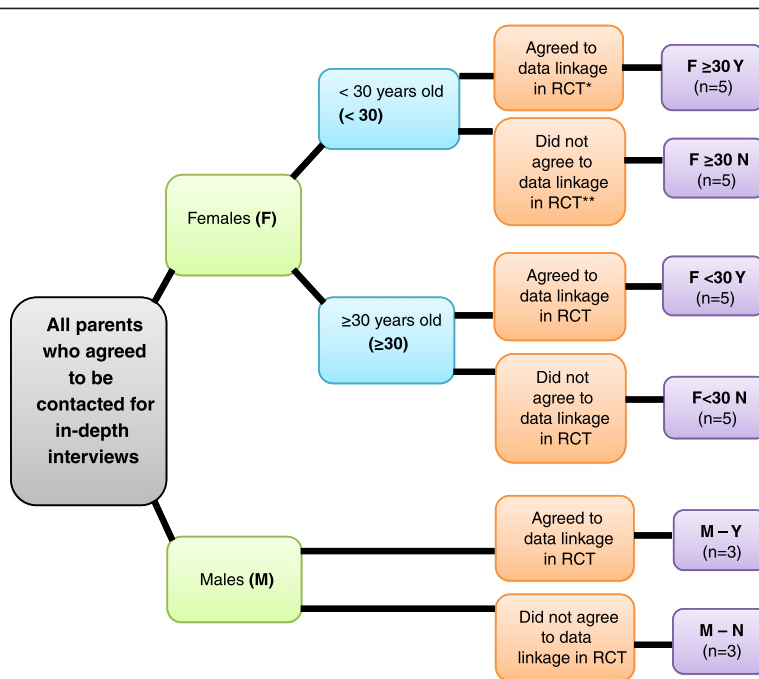 All parents
who agreed
to be
contacted for
in-depth
interviews
Females (F)
< 30 years old
(< 30)
Agreed to
data linkage
in RCT*
F ≥30 Y
(n=5)
Did not
agree to
data linkage
in RCT**
F ≥30 N
(n=5)
≥30 years old
(≥30)
Agreed to
data linkage
in RCT
F <30 Y
(n=5)
Did not
agree to
data linkage
in RCT
F<30 N
(n=5)
Males (M)
Agreed to
data linkage
in RCT
M – Y
(n=3)
Did not agree
to data
linkage in RCT
M – N
(n=3)